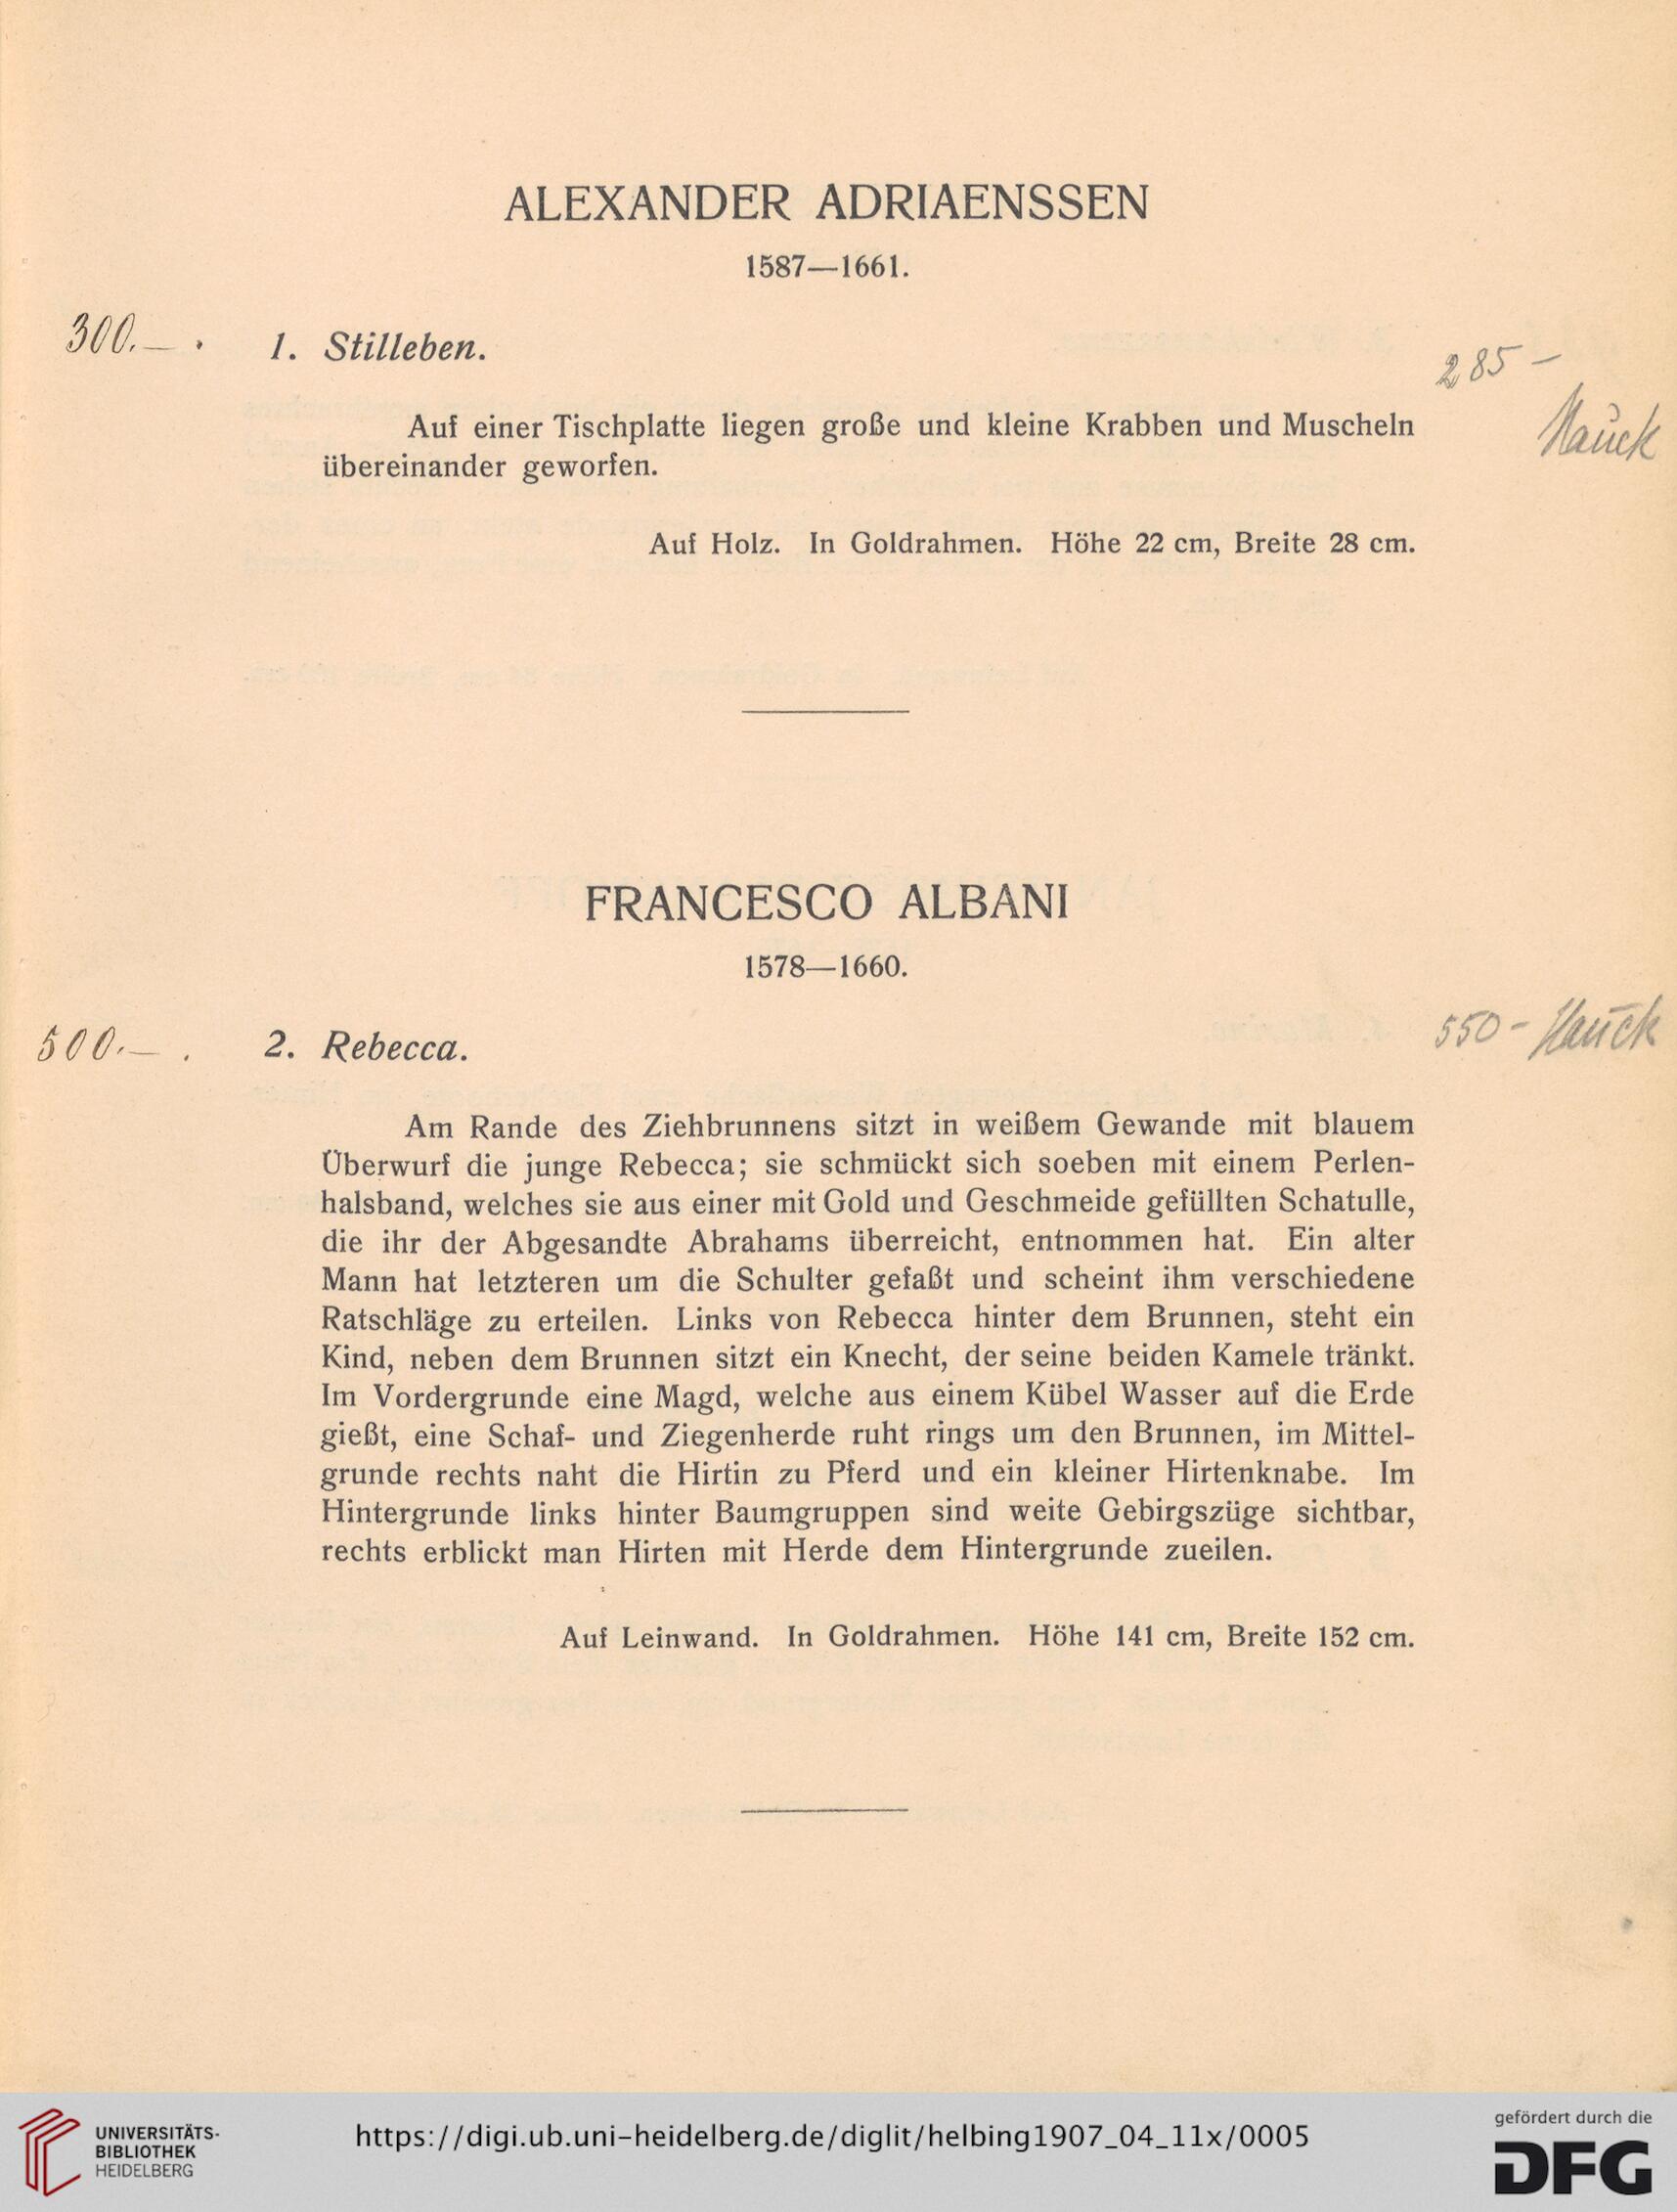 ALEXANDER ADRIAENSSEN
1587—1661.
300.— .
1. Stilleben.
285 —
Auf einer Tischplatte liegen große und kleine Krabben und Muscheln
übereinander geworfen.
Auf Holz. In Goldrahmen. Höhe 22 cm, Breite 28 cm.
FRANCESCO ALBANI
1578—1660.
500.— .
2. Rebecca.
550 –
Am Rande des Ziehbrunnens sitzt in weißem Gewande mit blauem
Überwurf die junge Rebecca; sie schmückt sich soeben mit einem Perlen-
halsband, welches sie aus einer mit Gold und Geschmeide gefüllten Schatulle,
die ihr der Abgesandte Abrahams überreicht, entnommen hat. Ein alter
Mann hat letzteren um die Schulter gefaßt und scheint ihm verschiedene
Ratschläge zu erteilen. Links von Rebecca hinter dem Brunnen, steht ein
Kind, neben dem Brunnen sitzt ein Knecht, der seine beiden Kamele tränkt.
Im Vordergrunde eine Magd, welche aus einem Kübel Wasser auf die Erde
gießt, eine Schaf- und Ziegenherde ruht rings um den Brunnen, im Mittel-
grunde rechts naht die Hirtin zu Pferd und ein kleiner Hirtenknabe. Im
Hintergrunde links hinter Baumgruppen sind weite Gebirgszüge sichtbar,
rechts erblickt man Hirten mit Herde dem Hintergrunde zueilen.
Auf Leinwand. In Goldrahmen. Höhe 141 cm, Breite 152 cm.
UNIVERSITÄTS-
BIBLIOTHEK
HEIDELBERG
https://digi.ub.uni-heidelberg.de/diglit/helbing1907_04_11x/0005
gefördert durch die
DFG